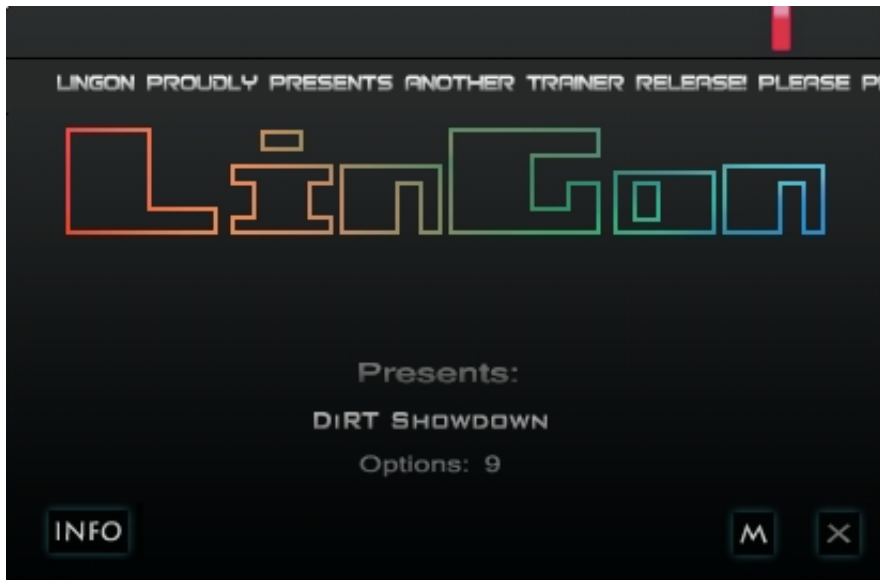 LINGON PROUDLY PRESENTS ANOTHER TRAINER RELEASE! PLEASE
LinGon
Presents:
DiRT Showdown
Options: 9
INFO M X